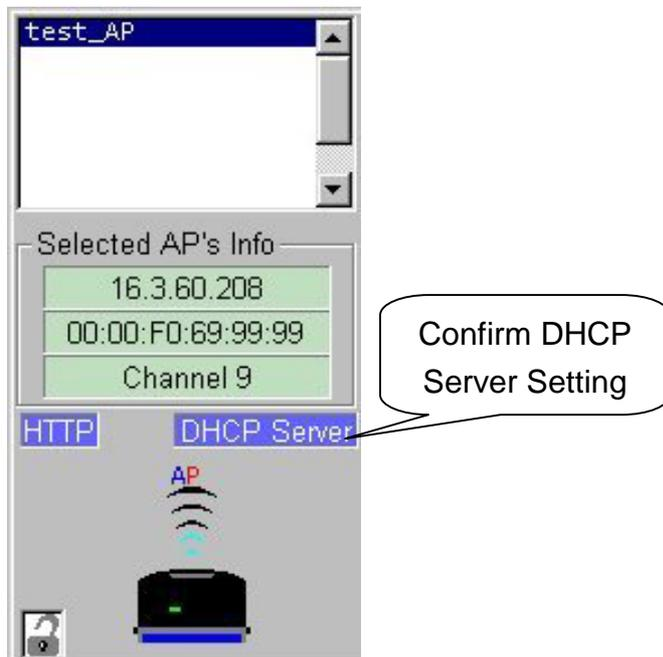 test_AP
Selected AP's Info
16.3.60.208
00:00:F0:69:99:99
Channel 9
Confirm DHCP
Server Setting
HTTP
DHCP Server
AP